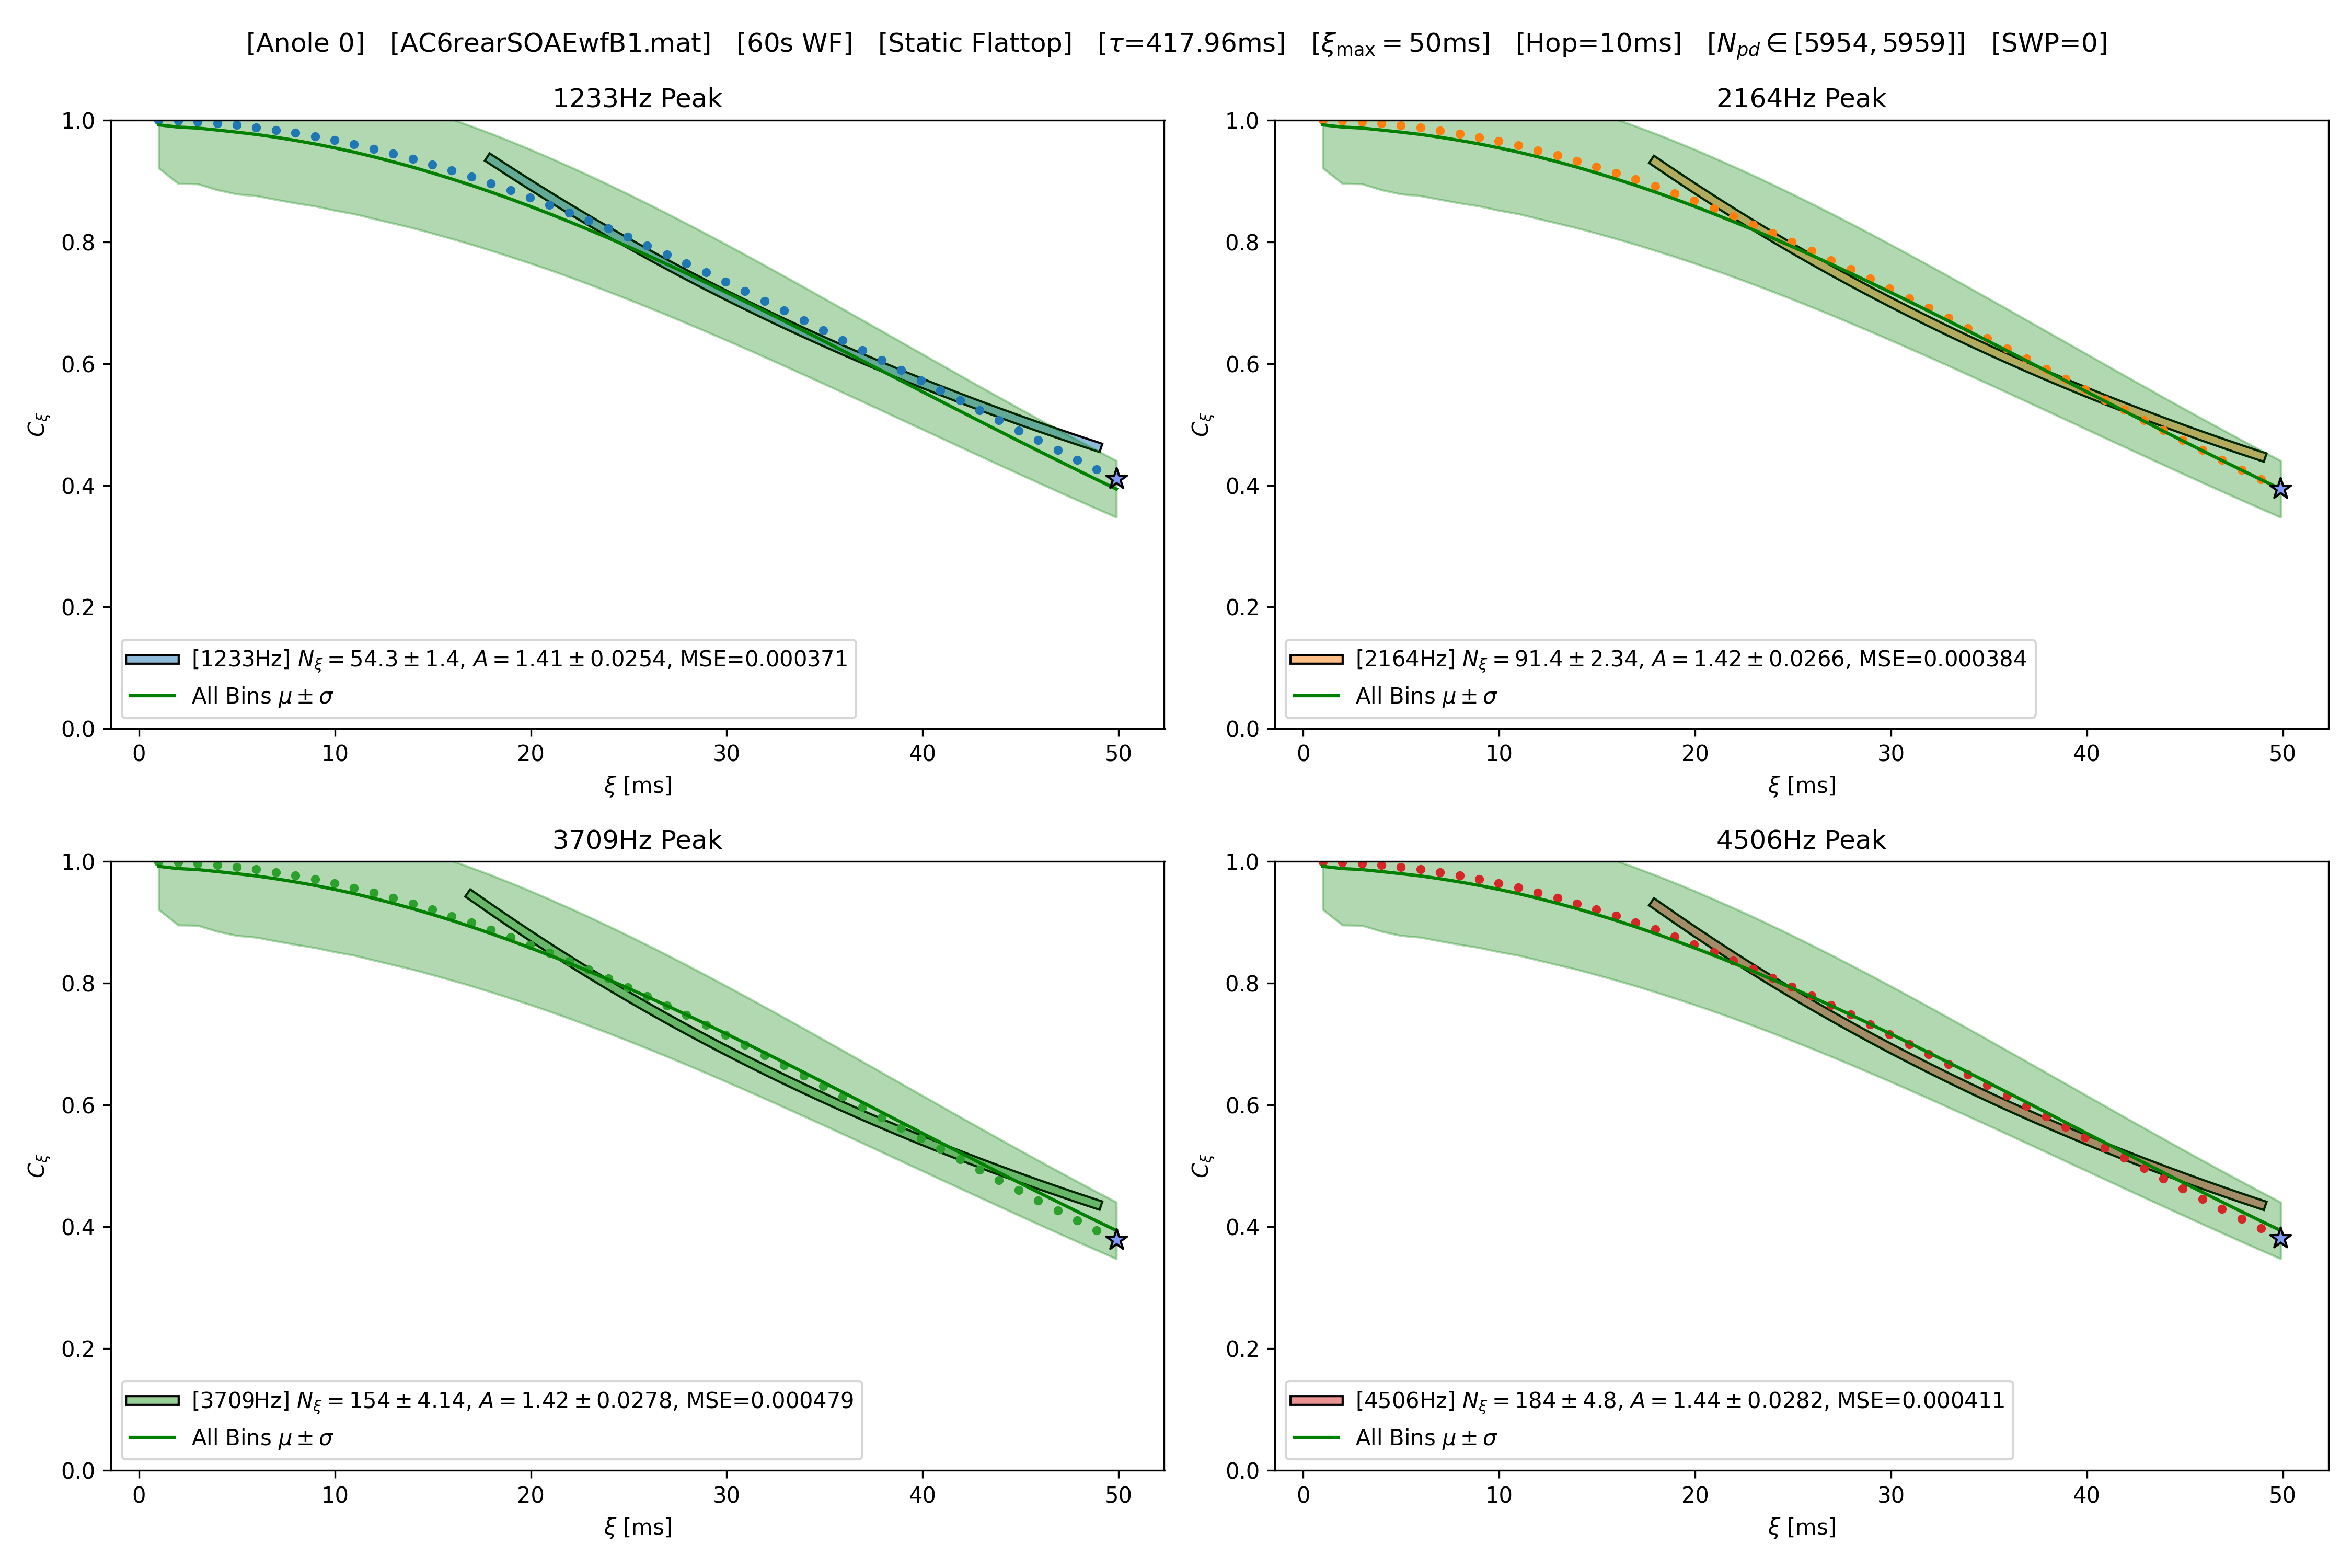 [Anole 0] [AC6rearSOAEwfB1.mat] [60s WF] [Static Flattop] [τ=417.96ms] [ξmax = 50ms] [Hop=10ms] [Npd ∈ [5954, 5959]] [SWP=0]
1233Hz Peak
1.0
0.8
0.6
0.4
0.2
0.0
Cξ
[1233Hz] Nξ = 54.3 ± 1.4, A = 1.41 ± 0.0254, MSE=0.000371
All Bins μ ± σ
0 10 20 30 40 50
ξ [ms]
2164Hz Peak
1.0
0.8
0.6
0.4
0.2
0.0
Cξ
[2164Hz] Nξ = 91.4 ± 2.34, A = 1.42 ± 0.0266, MSE=0.000384
All Bins μ ± σ
0 10 20 30 40 50
ξ [ms]
3709Hz Peak
1.0
0.8
0.6
0.4
0.2
0.0
Cξ
[3709Hz] Nξ = 154 ± 4.14, A = 1.42 ± 0.0278, MSE=0.000479
All Bins μ ± σ
0 10 20 30 40 50
ξ [ms]
4506Hz Peak
1.0
0.8
0.6
0.4
0.2
0.0
Cξ
[4506Hz] Nξ = 184 ± 4.8, A = 1.44 ± 0.0282, MSE=0.000411
All Bins μ ± σ
0 10 20 30 40 50
ξ [ms]